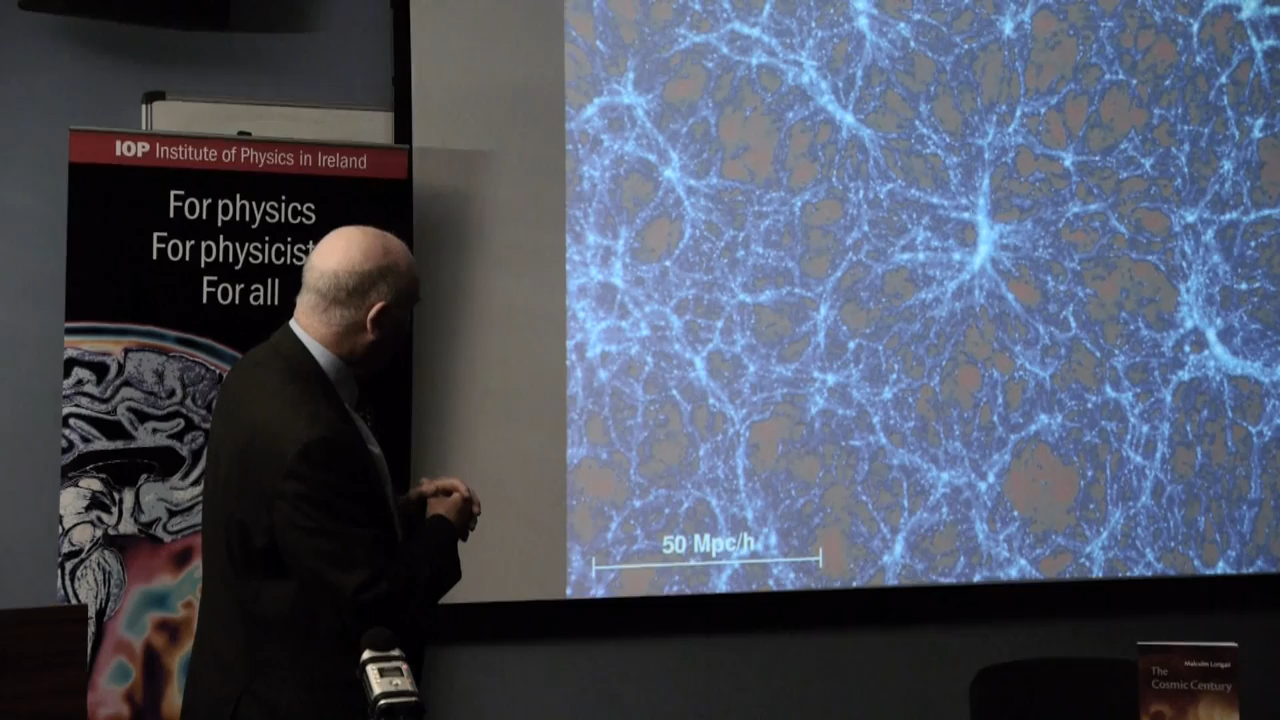 IOP Institute of Physics in Ireland
For physics
For physicist
For all
50 Mpc/h
Malcolm Longair
The
Cosmic Century